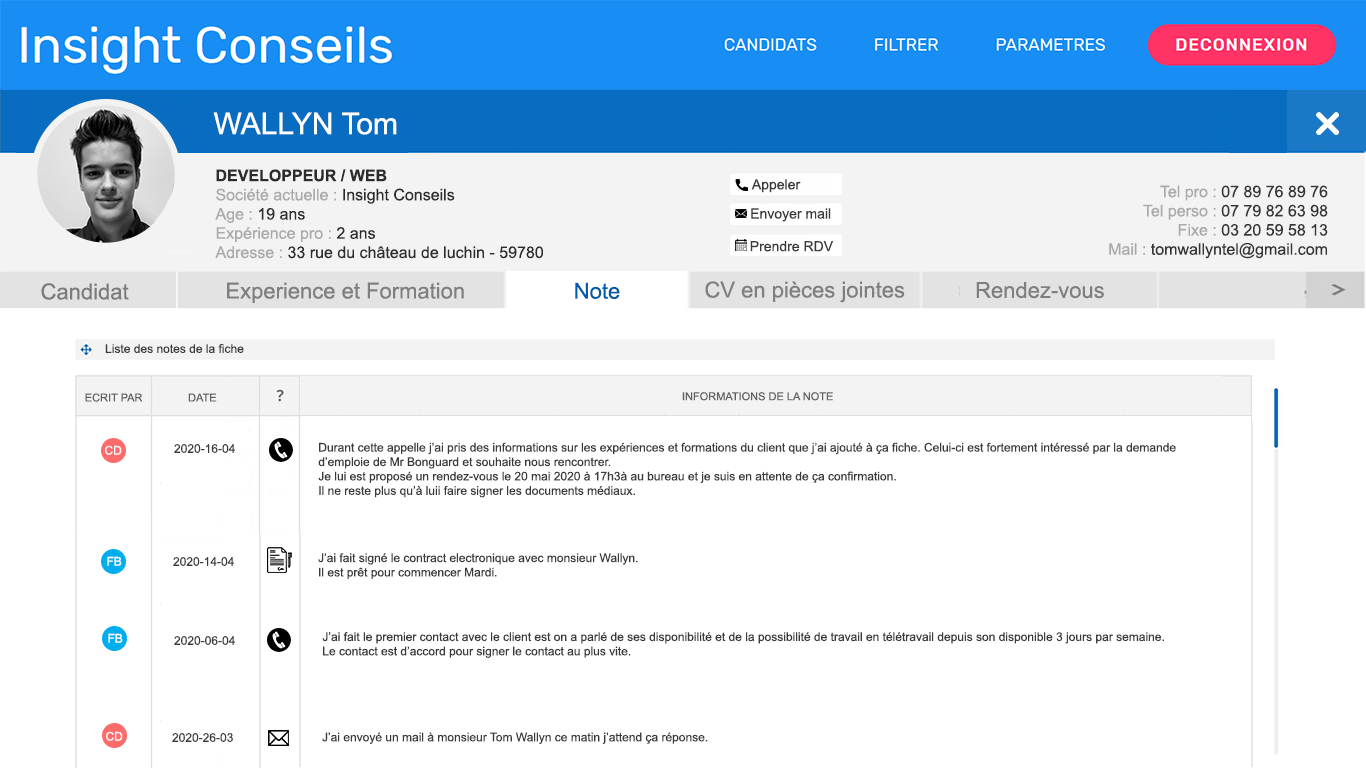 Insight Conseils
CANDIDATS
FILTRER
PARAMETRES
DECONNEXION
WALLYN Tom
DEVELOPPEUR / WEB
Société actuelle : Insight Conseils
Age : 19 ans
Expérience pro : 2 ans
Adresse : 33 rue du château de luchin - 59780
Appeler
Envoyer mail
Prendre RDV
Tel pro : 07 89 76 89 76
Tel perso : 07 79 82 63 98
Fixe : 03 20 59 58 13
Mail : tomwallyntel@gmail.com
Candidat
Experience et Formation
Note
CV en pièces jointes
Rendez-vous
>
Liste des notes de la fiche
ECRIT PAR
DATE
?
INFORMATIONS DE LA NOTE
CD
2020-16-04
Durant cette appelle j'ai pris des informations sur les expériences et formations du client que j'ai ajouté à ça fiche. Celui-ci est fortement intéressé par la demande
d'emploie de Mr Bonguard et souhaite nous rencontrer.
Je lui est proposé un rendez-vous le 20 mai 2020 à 17h3à au bureau et je suis en attente de ça confirmation.
Il ne reste plus qu'à luii faire signer les documents médiaux.
FB
2020-14-04
J'ai fait signé le contract electronique avec monsieur Wallyn.
Il est prêt pour commencer Mardi.
FB
2020-06-04
J'ai fait le premier contact avec le client est on a parlé de ses disponibilité et de la possibilité de travail en télétravail depuis son disponible 3 jours par semaine.
Le contact est d'accord pour signer le contact au plus vite.
CD
2020-26-03
J'ai envoyé un mail à monsieur Tom Wallyn ce matin j'attend ça réponse.